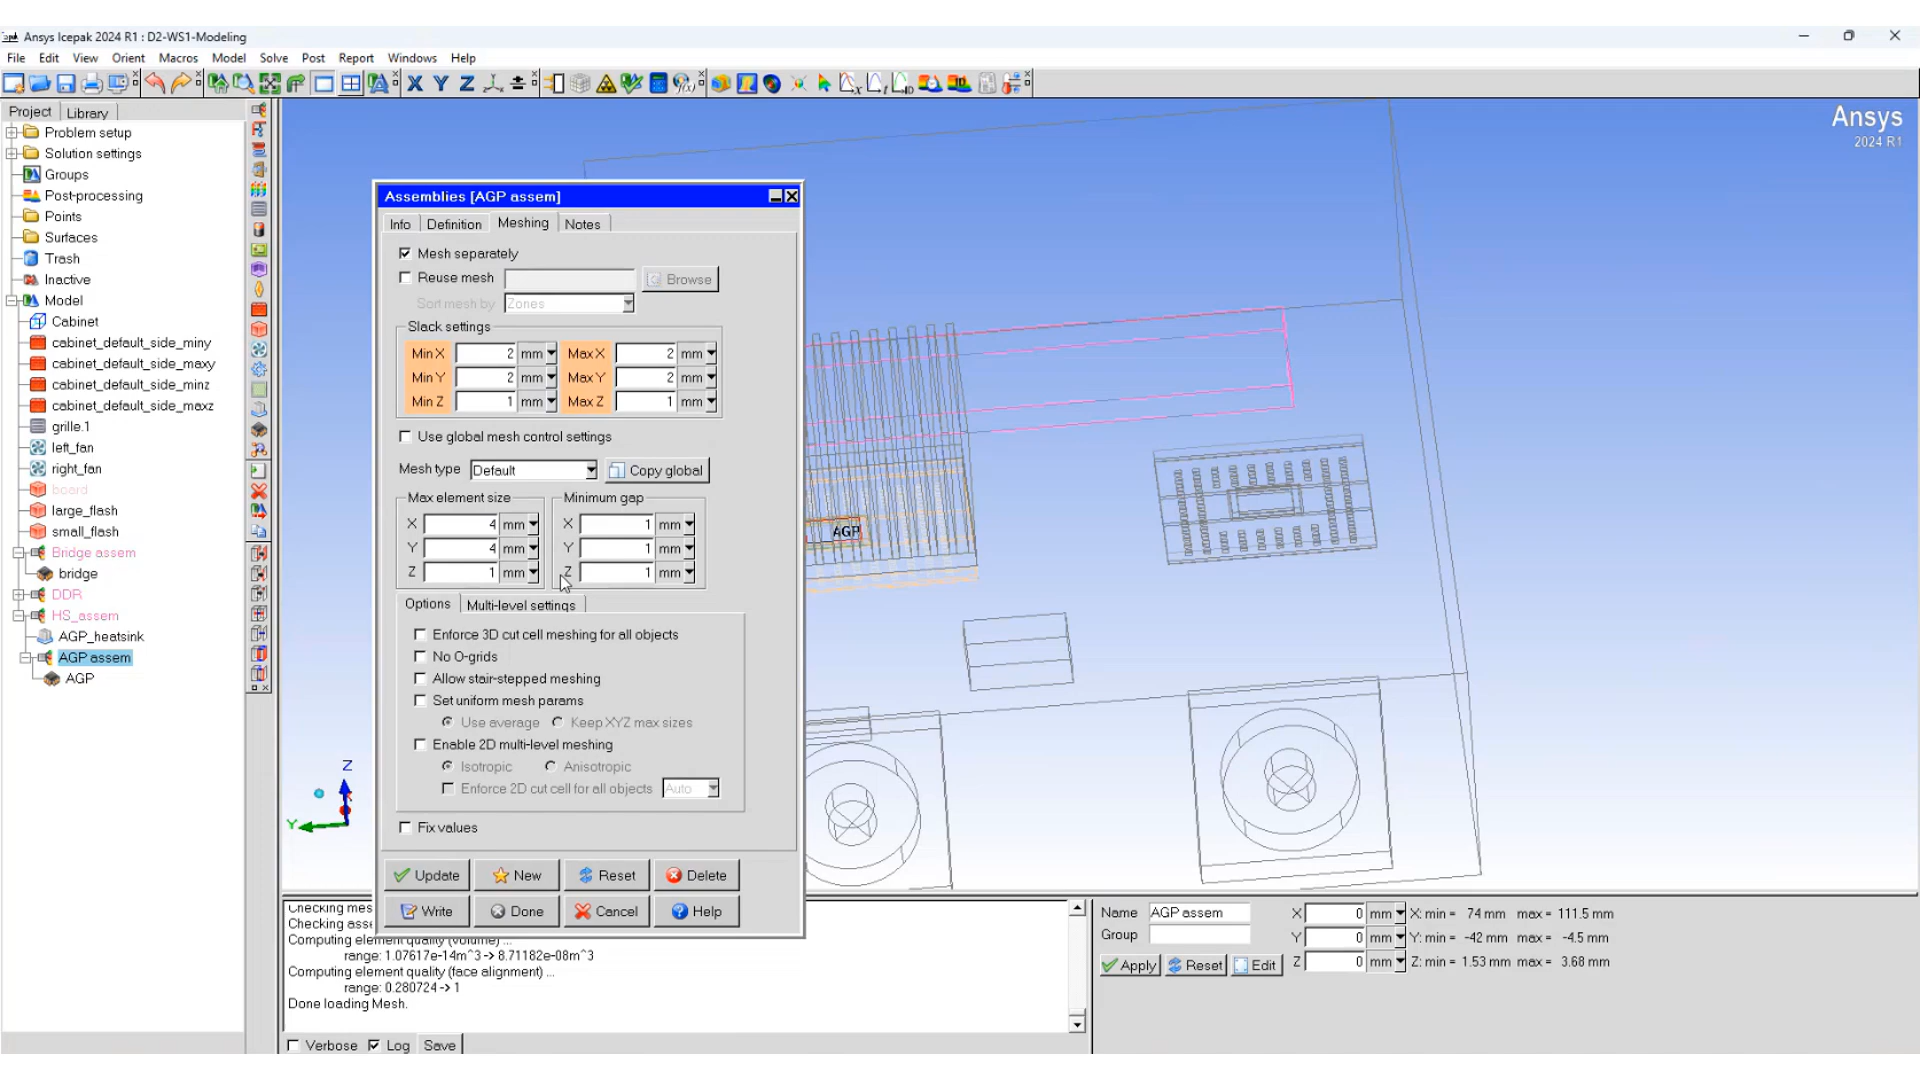 Ansys Icepak 2024 R1 : D2-WS1-Modeling
File Edit View Orient Macros Model Solve Post Report Windows Help
X Y Z
Project Library
Problem setup
Solution settings
Groups
Post-processing
Points
Surfaces
Trash
Inactive
Model
Cabinet
cabinet_default_side_miny
cabinet_default_side_maxy
cabinet_default_side_minz
cabinet_default_side_maxz
grille.1
left_fan
right_fan
board
large_flash
small_flash
Bridge assem
bridge
DDR
HS_assem
AGP_heatsink
AGP assem
AGP
Ansys
2024 R1
Assemblies [AGP assem]
Info Definition Meshing Notes
Mesh separately
Reuse mesh Browse
Sort mesh by Zones
Slack settings
Min X 2 mm Max X 2 mm
Min Y 2 mm Max Y 2 mm
Min Z 1 mm Max Z 1 mm
Use global mesh control settings
Mesh type Default Copy global
Max element size Minimum gap
X 4 mm X 1 mm
Y 4 mm Y 1 mm
Z 1 mm Z 1 mm
Options Multi-level settings
Enforce 3D cut cell meshing for all objects
No O-grids
Allow stair-stepped meshing
Set uniform mesh params
Use average Keep XYZ max sizes
Enable 2D multi-level meshing
Isotropic Anisotropic
Enforce 2D cut cell for all objects Auto
Fix values
Update New Reset Delete
Write Done Cancel Help
AGP
Z
Y
Checking mes
Checking asse
Computing element quality (volume) ...
range: 1.07617e-14m^3 -> 8.71182e-08m^3
Computing element quality (face alignment) ...
range: 0.280724 -> 1
Done loading Mesh.
Verbose Log Save
Name AGP assem X 0 mm X: min = 74 mm max = 111.5 mm
Group Y 0 mm Y: min = -42 mm max = -4.5 mm
Apply Reset Edit Z 0 mm Z: min = 1.53 mm max = 3.68 mm